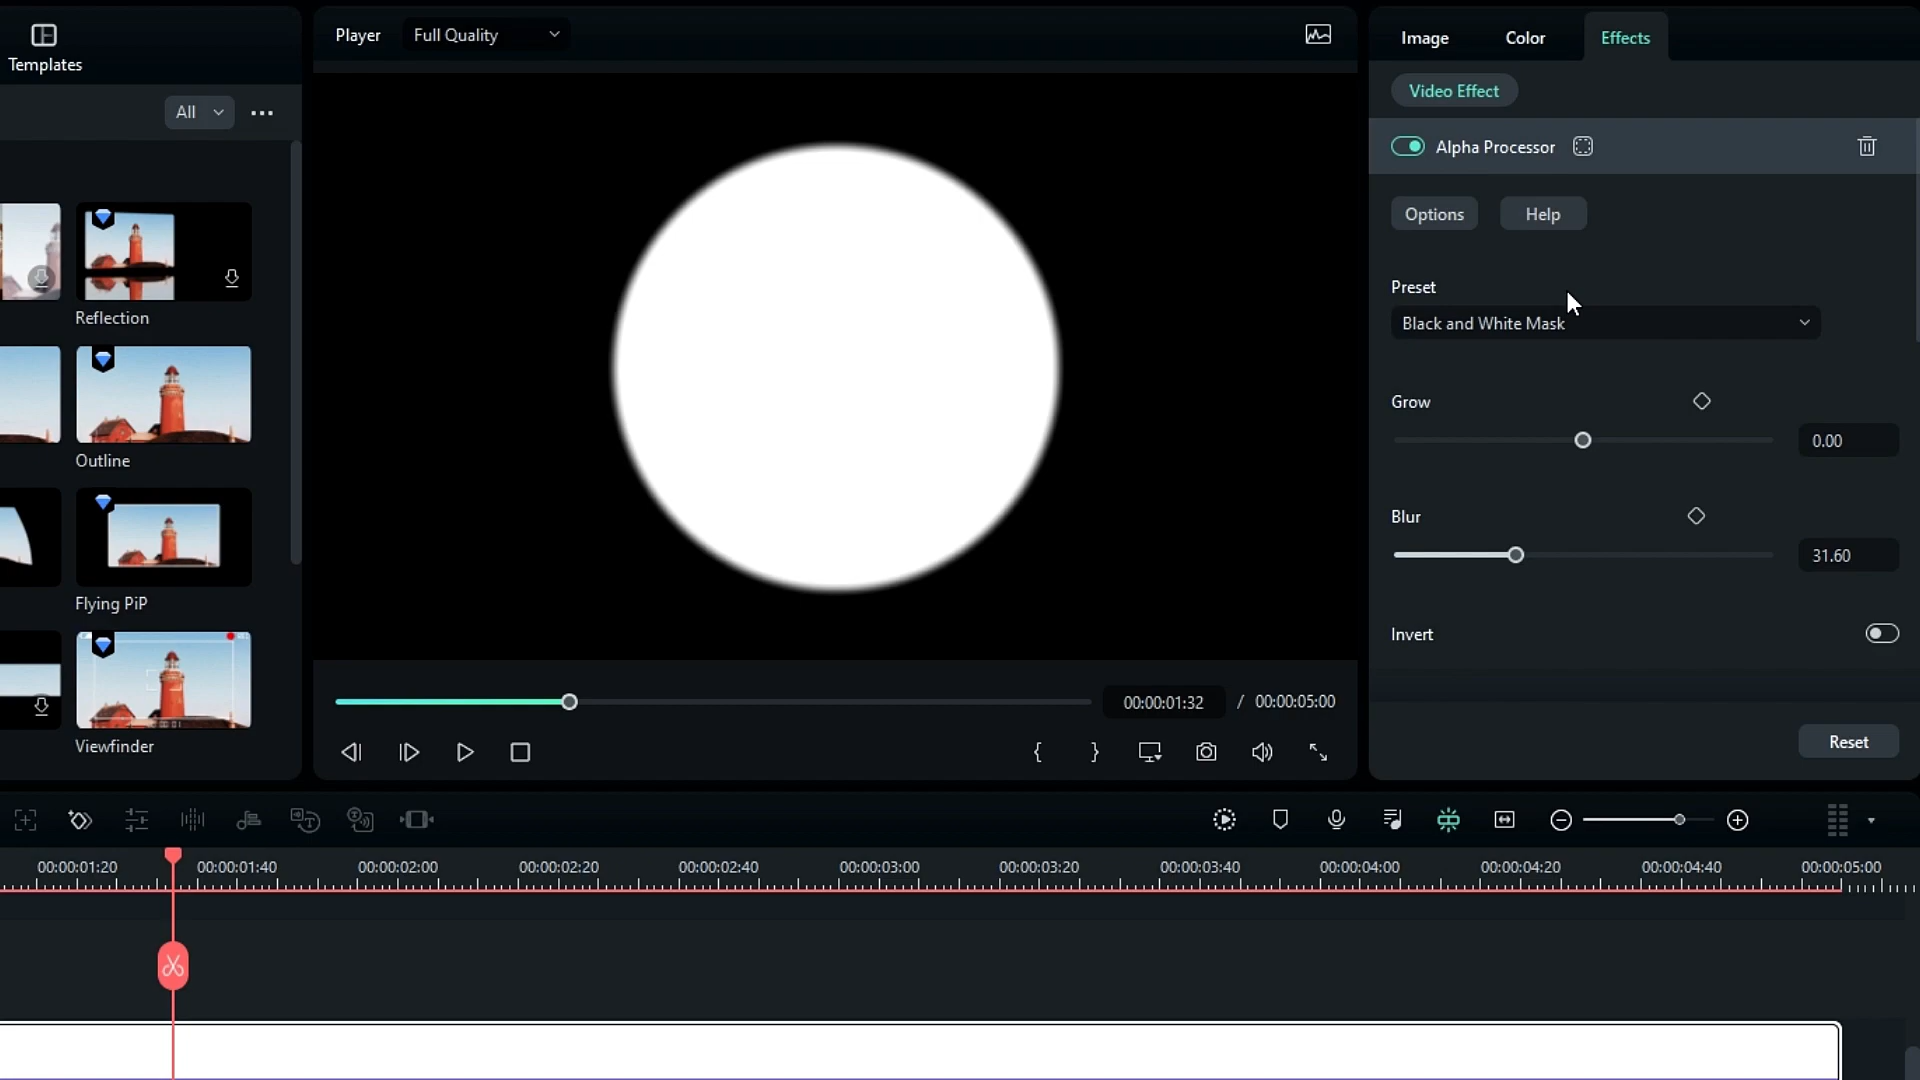 Templates
All
Reflection
Outline
Flying PiP
Viewfinder
Player
Full Quality
00:00:01:32 / 00:00:05:00
Image Color Effects
Video Effect
Alpha Processor
Options Help
Preset
Black and White Mask
Grow
0.00
Blur
31.60
Invert
Reset
00:00:01:20 00:00:01:40 00:00:02:00 00:00:02:20 00:00:02:40 00:00:03:00 00:00:03:20 00:00:03:40 00:00:04:00 00:00:04:20 00:00:04:40 00:00:05:00